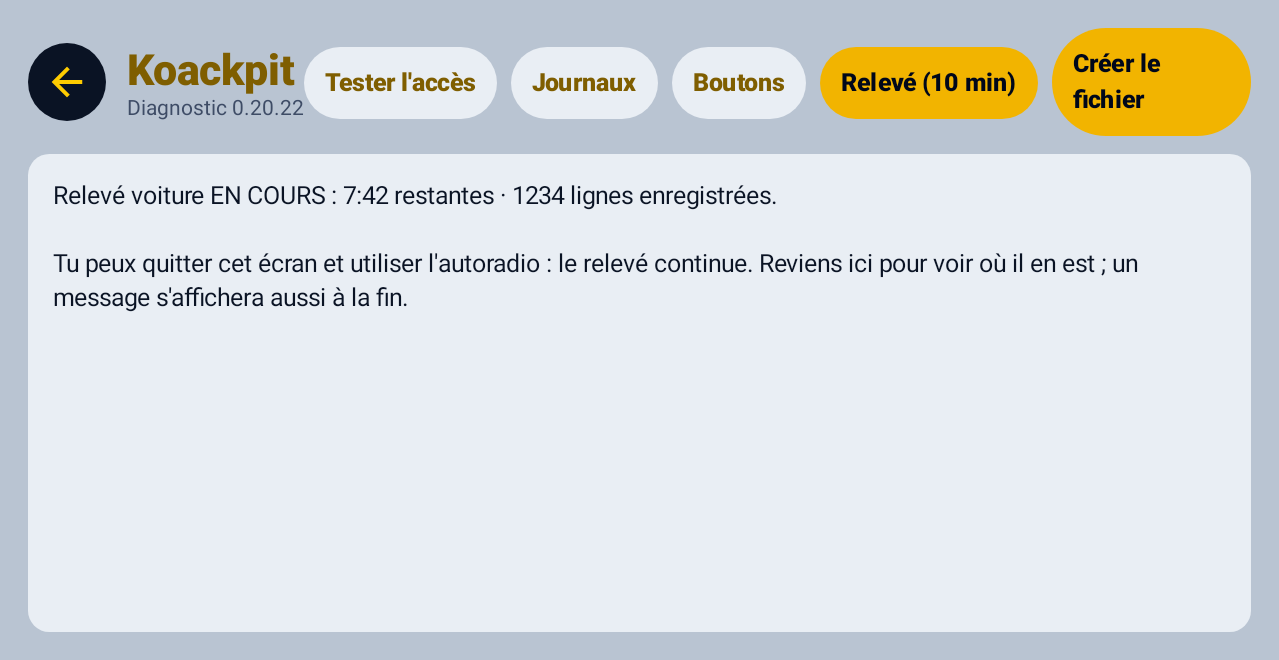 Koackpit
Diagnostic 0.20.22
Tester l'accès
Journaux
Boutons
Relevé (10 min)
Créer le
fichier
Relevé voiture EN COURS : 7:42 restantes · 1234 lignes enregistrées.
Tu peux quitter cet écran et utiliser l'autoradio : le relevé continue. Reviens ici pour voir où il en est ; un
message s'affichera aussi à la fin.